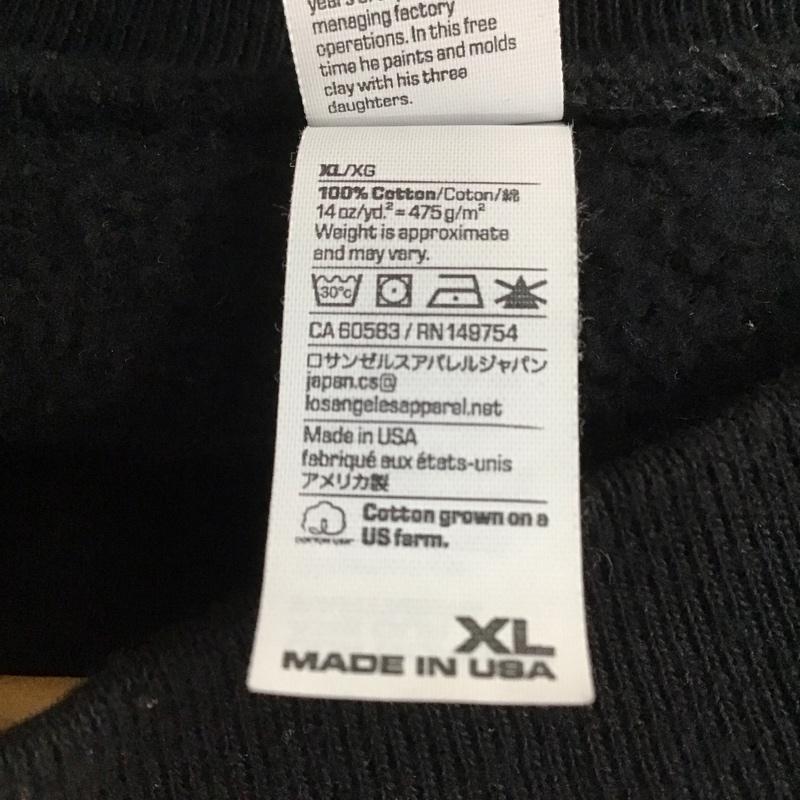 years
managing factory
operations. In this free
time he paints and molds
clay with his three
daughters.
XL/XG
100% Cotton/Coton/綿
14 oz/yd.² = 475 g/m²
Weight is approximate
and may vary.
30°c
CA 60583 / RN 149754
ロサンゼルスアパレルジャパン
japan.cs@
losangelesapparel.net
Made in USA
fabriqué aux états-unis
アメリカ製
Cotton grown on a
US farm.
COTTON USA
XL
MADE IN USA